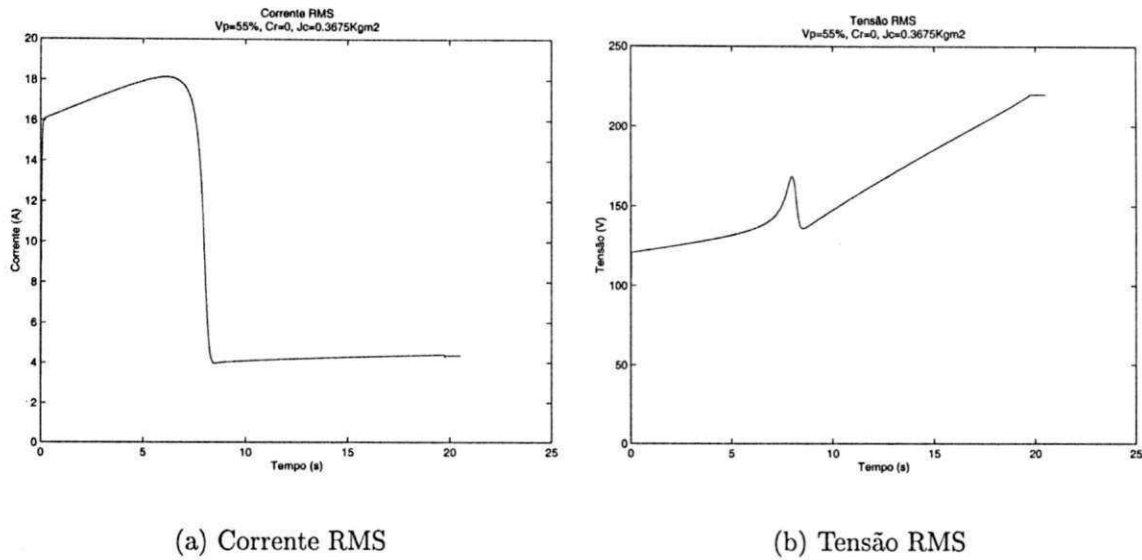 Corrente RMS
Vp=55%, Cr=0, Jc=0.3675Kgm2
20
18
16
14
12
10
8
6
4
2
0
Corrente (A)
0 5 10 15 20 25
Tempo (s)
Tensão RMS
Vp=55%, Cr=0, Jc=0.3675Kgm2
250
200
150
100
50
0
Tensão (V)
0 5 10 15 20 25
Tempo (s)
(a) Corrente RMS
(b) Tensão RMS